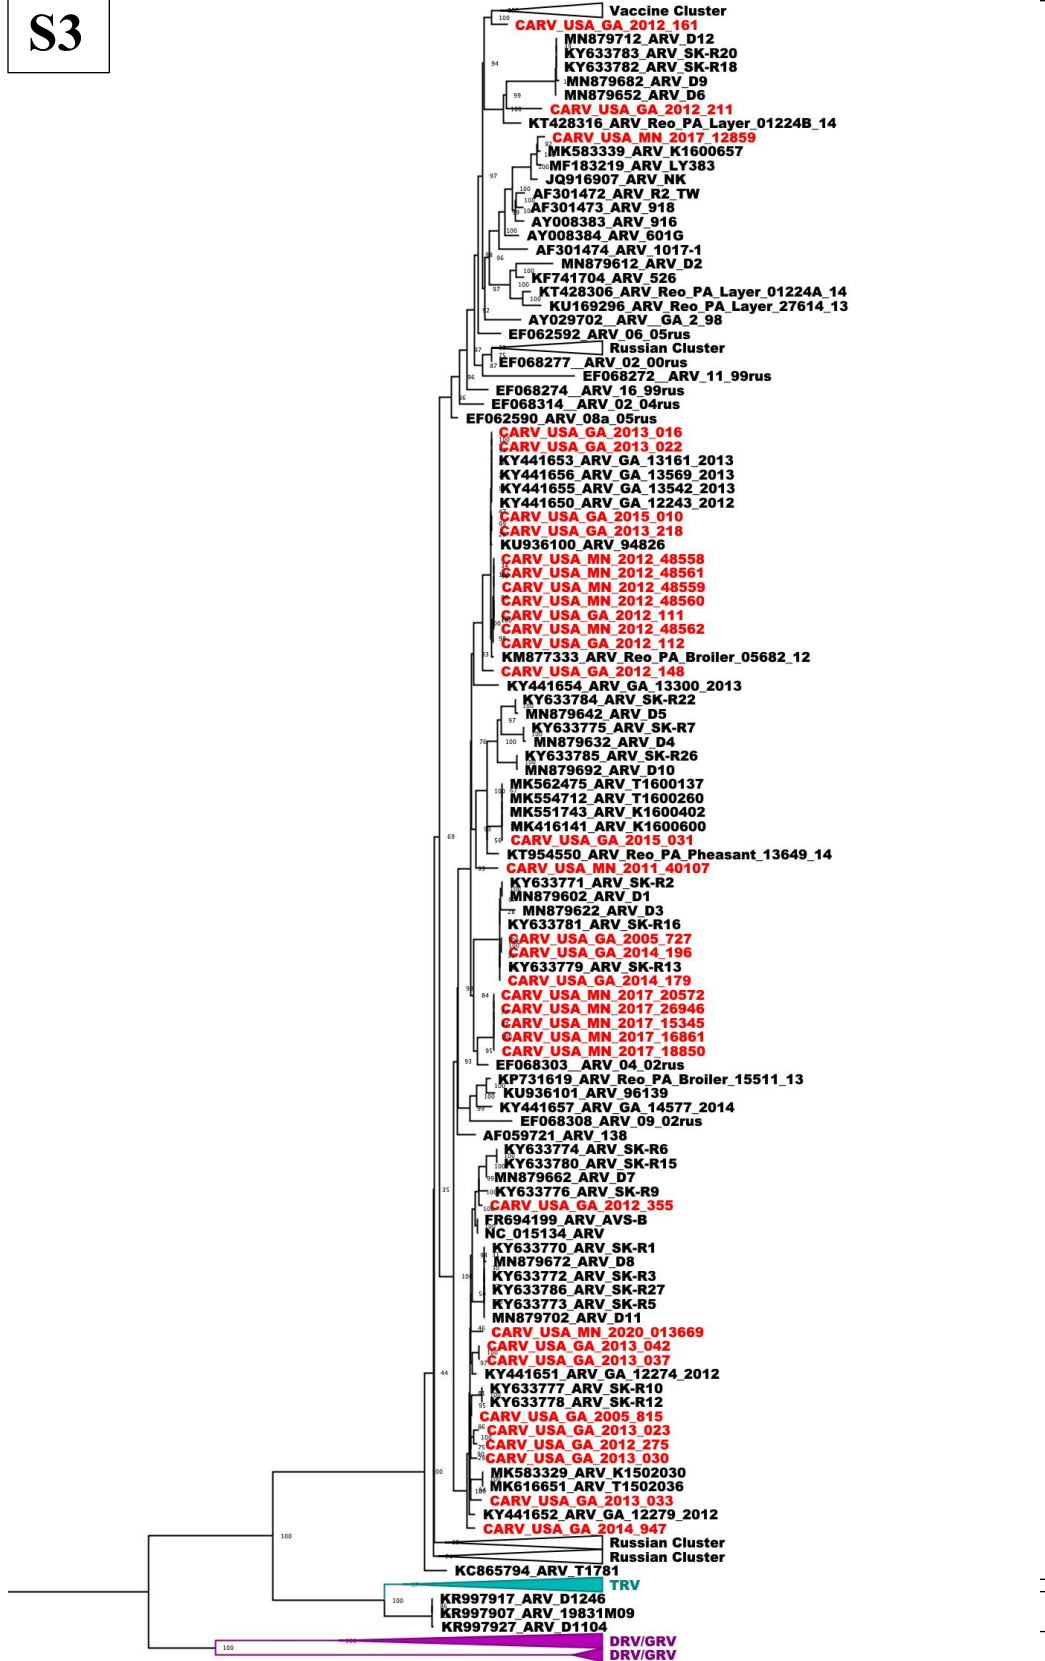 S3
Vaccine Cluster
CARV_USA_GA_2012_161
MN879712_ARV_D12
KY633783_ARV_SK-R20
KY633782_ARV_SK-R18
MN879682_ARV_D9
MN879652_ARV_D6
CARV_USA_GA_2012_211
KT428316_ARV_Reo_PA_Layer_01224B_14
CARV_USA_MN_2017_12859
MK583339_ARV_K1600657
MF183219_ARV_LY383
JQ916907_ARV_NK
AF301472_ARV_R2_TW
AF301473_ARV_918
AY008383_ARV_916
AY008384_ARV_601G
AF301474_ARV_1017-1
MN879612_ARV_D2
KF741704_ARV_526
KT428306_ARV_Reo_PA_Layer_01224A_14
KU169296_ARV_Reo_PA_Layer_27614_13
AY029702__ARV__GA_2_98
EF062592_ARV_06_05rus
Russian Cluster
EF068277__ARV_02_00rus
EF068272__ARV_11_99rus
EF068274__ARV_16_99rus
EF068314__ARV_02_04rus
EF062590_ARV_08a_05rus
CARV_USA_GA_2013_016
CARV_USA_GA_2013_022
KY441653_ARV_GA_13161_2013
KY441656_ARV_GA_13569_2013
KY441655_ARV_GA_13542_2013
KY441650_ARV_GA_12243_2012
CARV_USA_GA_2015_010
CARV_USA_GA_2013_218
KU936100_ARV_94826
CARV_USA_MN_2012_48558
CARV_USA_MN_2012_48561
CARV_USA_MN_2012_48559
CARV_USA_MN_2012_48560
CARV_USA_GA_2012_111
CARV_USA_MN_2012_48562
CARV_USA_GA_2012_112
KM877333_ARV_Reo_PA_Broiler_05682_12
CARV_USA_GA_2012_148
KY441654_ARV_GA_13300_2013
KY633784_ARV_SK-R22
MN879642_ARV_D5
KY633775_ARV_SK-R7
MN879632_ARV_D4
KY633785_ARV_SK-R26
MN879692_ARV_D10
MK562475_ARV_T1600137
MK554712_ARV_T1600260
MK551743_ARV_K1600402
MK416141_ARV_K1600600
CARV_USA_GA_2015_031
KT954550_ARV_Reo_PA_Pheasant_13649_14
CARV_USA_MN_2011_40107
KY633771_ARV_SK-R2
MN879602_ARV_D1
MN879622_ARV_D3
KY633781_ARV_SK-R16
CARV_USA_GA_2005_727
CARV_USA_GA_2014_196
KY633779_ARV_SK-R13
CARV_USA_GA_2014_179
CARV_USA_MN_2017_20572
CARV_USA_MN_2017_26946
CARV_USA_MN_2017_15345
CARV_USA_MN_2017_16861
CARV_USA_MN_2017_18850
EF068303__ARV_04_02rus
KP731619_ARV_Reo_PA_Broiler_15511_13
KU936101_ARV_96139
KY441657_ARV_GA_14577_2014
EF068308_ARV_09_02rus
AF059721_ARV_138
KY633774_ARV_SK-R6
KY633780_ARV_SK-R15
MN879662_ARV_D7
KY633776_ARV_SK-R9
CARV_USA_GA_2012_355
FR694199_ARV_AVS-B
NC_015134_ARV
KY633770_ARV_SK-R1
MN879672_ARV_D8
KY633772_ARV_SK-R3
KY633786_ARV_SK-R27
KY633773_ARV_SK-R5
MN879702_ARV_D11
CARV_USA_MN_2020_013669
CARV_USA_GA_2013_042
CARV_USA_GA_2013_037
KY441651_ARV_GA_12274_2012
KY633777_ARV_SK-R10
KY633778_ARV_SK-R12
CARV_USA_GA_2005_815
CARV_USA_GA_2013_023
CARV_USA_GA_2012_275
CARV_USA_GA_2013_030
MK583329_ARV_K1502030
MK616651_ARV_T1502036
CARV_USA_GA_2013_033
KY441652_ARV_GA_12279_2012
CARV_USA_GA_2014_947
Russian Cluster
Russian Cluster
KC865794_ARV_T1781
TRV
KR997917_ARV_D1246
KR997907_ARV_19831M09
KR997927_ARV_D1104
DRV/GRV
DRV/GRV